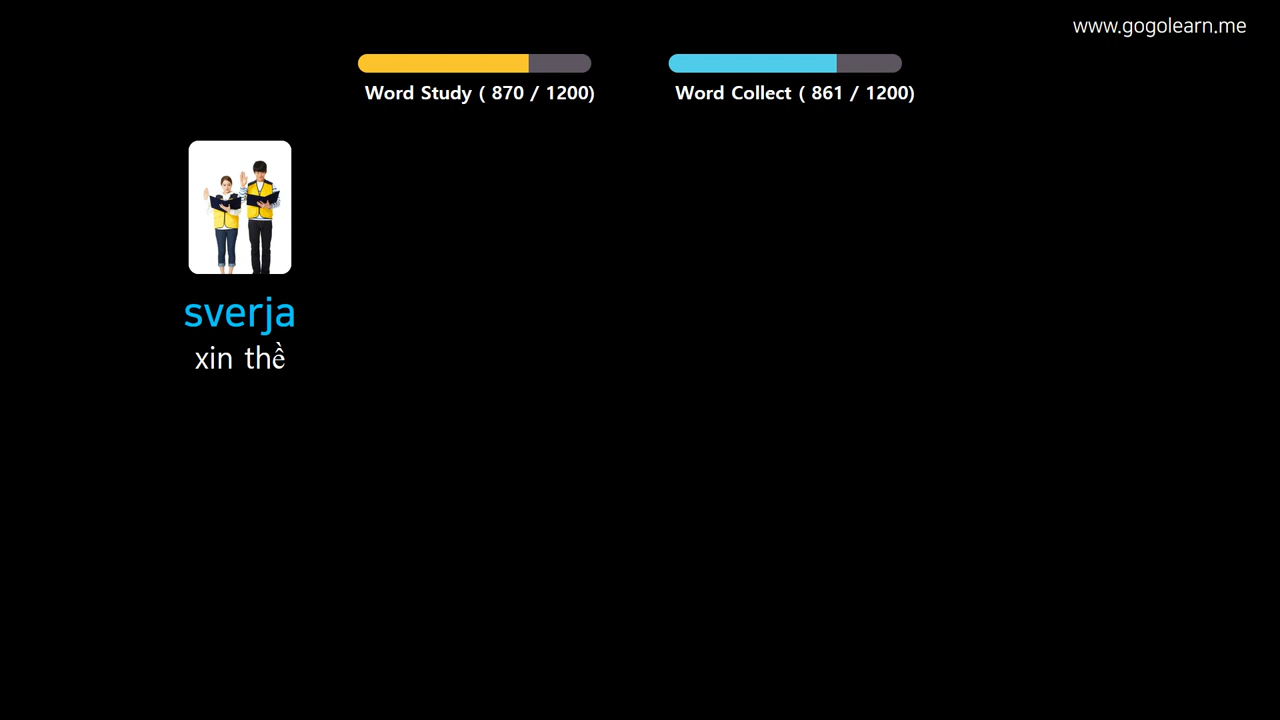 www.gogolearn.me
Word Study ( 870 / 1200)
Word Collect ( 861 / 1200)
sverja
xin thề